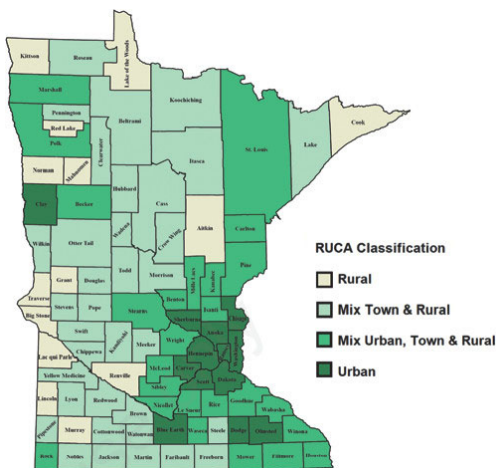 Kittson
Roseau
Lake of the Woods
Marshall
Koochiching
Cook
Pennington
Beltrami
Red Lake
Lake
Polk
St. Louis
Clearwater
Itasca
Norman
Mahnomen
Hubbard
Cass
Clay
Becker
Aitkin
Wadena
Crow Wing
Carlton
Wilkin
Otter Tail
RUCA Classification
Pine
Todd
Rural
Grant
Douglas
Morrison
Mille Lacs
Kanabec
Traverse
Mix Town & Rural
Benton
Big Stone
Stevens
Pope
Stearns
Isanti
Sherburne
Chisago
Swift
Anoka
Mix Urban, Town & Rural
Kandiyohi
Meeker
Wright
Washington
Lac qui Parle
Chippewa
Hennepin
Urban
McLeod
Carver
Yellow Medicine
Renville
Scott
Dakota
Sibley
Lincoln
Lyon
Redwood
Nicollet
Le Sueur
Rice
Goodhue
Wabasha
Brown
Pipestone
Murray
Cottonwood
Watonwan
Blue Earth
Waseca
Steele
Dodge
Olmsted
Winona
Rock
Nobles
Jackson
Martin
Faribault
Freeborn
Mower
Fillmore
Houston